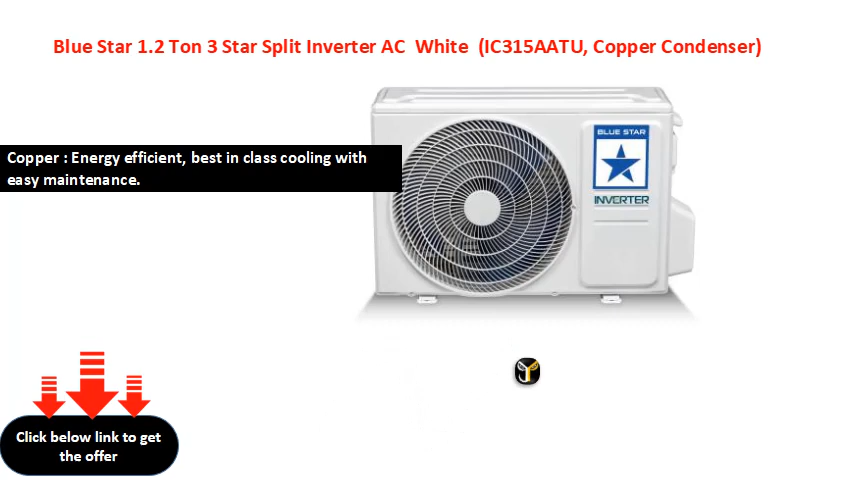 Blue Star 1.2 Ton 3 Star Split Inverter AC White (IC315AATU, Copper Condenser)
Copper : Energy efficient, best in class cooling with
easy maintenance.
BLUE STAR
INVERTER
Click below link to get
the offer